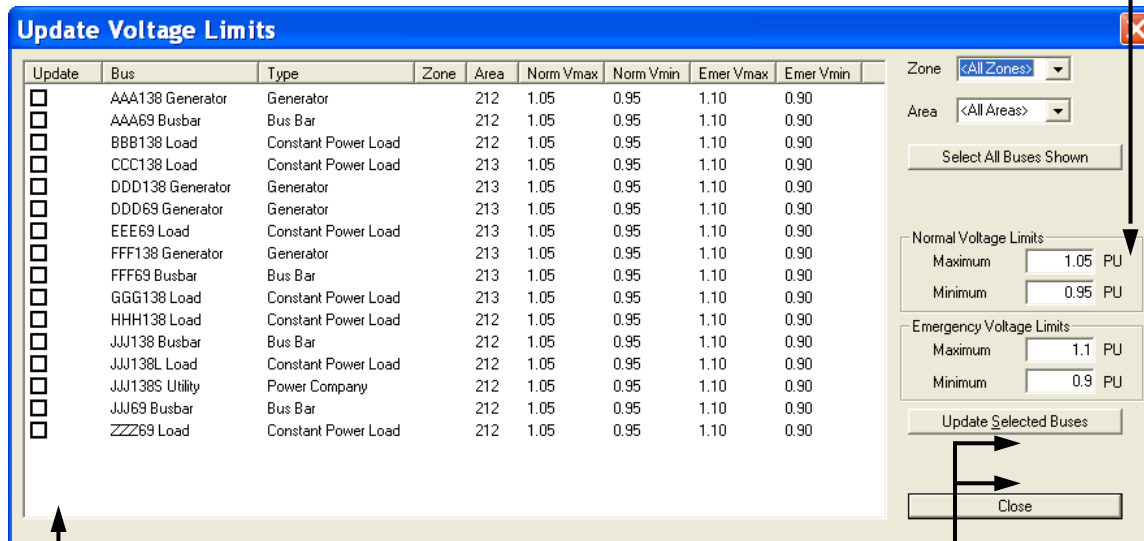 Update Voltage Limits
Update Bus Type Zone Area Norm Vmax Norm Vmin Emer Vmax Emer Vmin
AAA138 Generator Generator 212 1.05 0.95 1.10 0.90
AAA69 Busbar Bus Bar 212 1.05 0.95 1.10 0.90
BBB138 Load Constant Power Load 212 1.05 0.95 1.10 0.90
CCC138 Load Constant Power Load 213 1.05 0.95 1.10 0.90
DDD138 Generator Generator 213 1.05 0.95 1.10 0.90
DDD69 Generator Generator 213 1.05 0.95 1.10 0.90
EEE69 Load Constant Power Load 213 1.05 0.95 1.10 0.90
FFF138 Generator Generator 213 1.05 0.95 1.10 0.90
FFF69 Busbar Bus Bar 213 1.05 0.95 1.10 0.90
GGG138 Load Constant Power Load 213 1.05 0.95 1.10 0.90
HHH138 Load Constant Power Load 212 1.05 0.95 1.10 0.90
JJJ138 Busbar Bus Bar 212 1.05 0.95 1.10 0.90
JJJ138L Load Constant Power Load 212 1.05 0.95 1.10 0.90
JJJ138S Utility Power Company 212 1.05 0.95 1.10 0.90
JJJ69 Busbar Bus Bar 212 1.05 0.95 1.10 0.90
ZZZ69 Load Constant Power Load 212 1.05 0.95 1.10 0.90
Zone <All Zones>
Area <All Areas>
Select All Buses Shown
Normal Voltage Limits
Maximum 1.05 PU
Minimum 0.95 PU
Emergency Voltage Limits
Maximum 1.1 PU
Minimum 0.9 PU
Update Selected Buses
Close